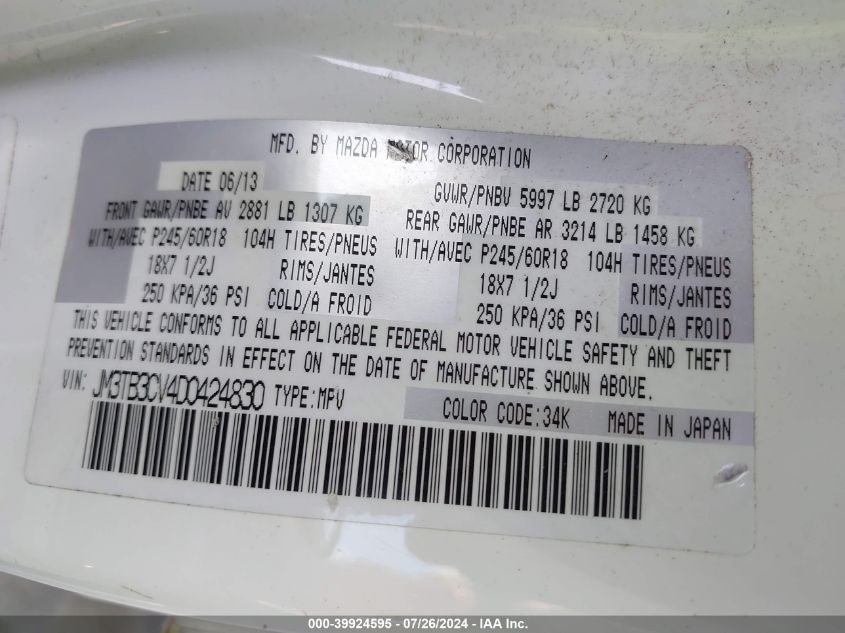 MFD. BY MAZDA MOTOR CORPORATION
DATE 06/13 GVWR/PNBV 5997 LB 2720 KG
FRONT GAWR/PNBE AV 2881 LB 1307 KG REAR GAWR/PNBE AR 3214 LB 1458 KG
WITH/AVEC P245/60R18 104H TIRES/PNEUS WITH/AVEC P245/60R18 104H TIRES/PNEUS
18X7 1/2J RIMS/JANTES 18X7 1/2J RIMS/JANTES
250 KPA/36 PSI COLD/A FROID 250 KPA/36 PSI COLD/A FROID
THIS VEHICLE CONFORMS TO ALL APPLICABLE FEDERAL MOTOR VEHICLE SAFETY AND THEFT
PREVENTION STANDARDS IN EFFECT ON THE DATE OF MANUFACTURE SHOWN ABOVE.
VIN: JM3TB3CV4D0424830 TYPE:MPV COLOR CODE:34K MADE IN JAPAN
000-39924595 - 07/26/2024 - IAA Inc.